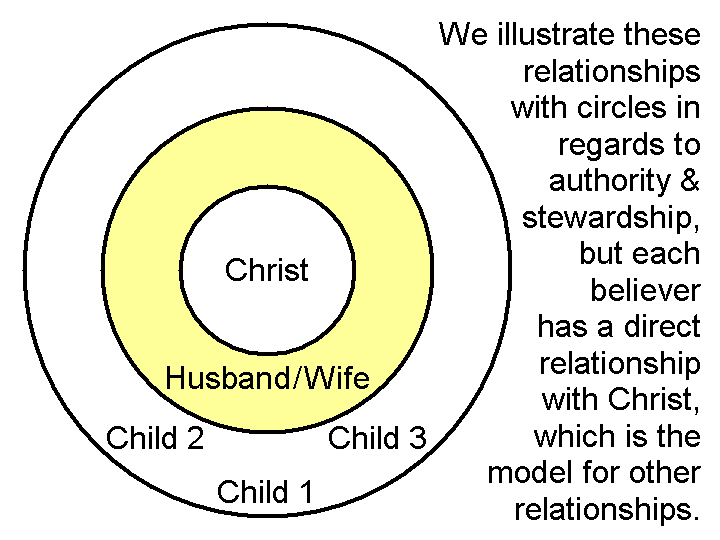 We illustrate these
relationships
with circles in
regards to
authority &
stewardship,
but each
believer
has a direct
relationship
with Christ,
which is the
model for other
relationships.
Christ
Husband/Wife
Child 2
Child 3
Child 1